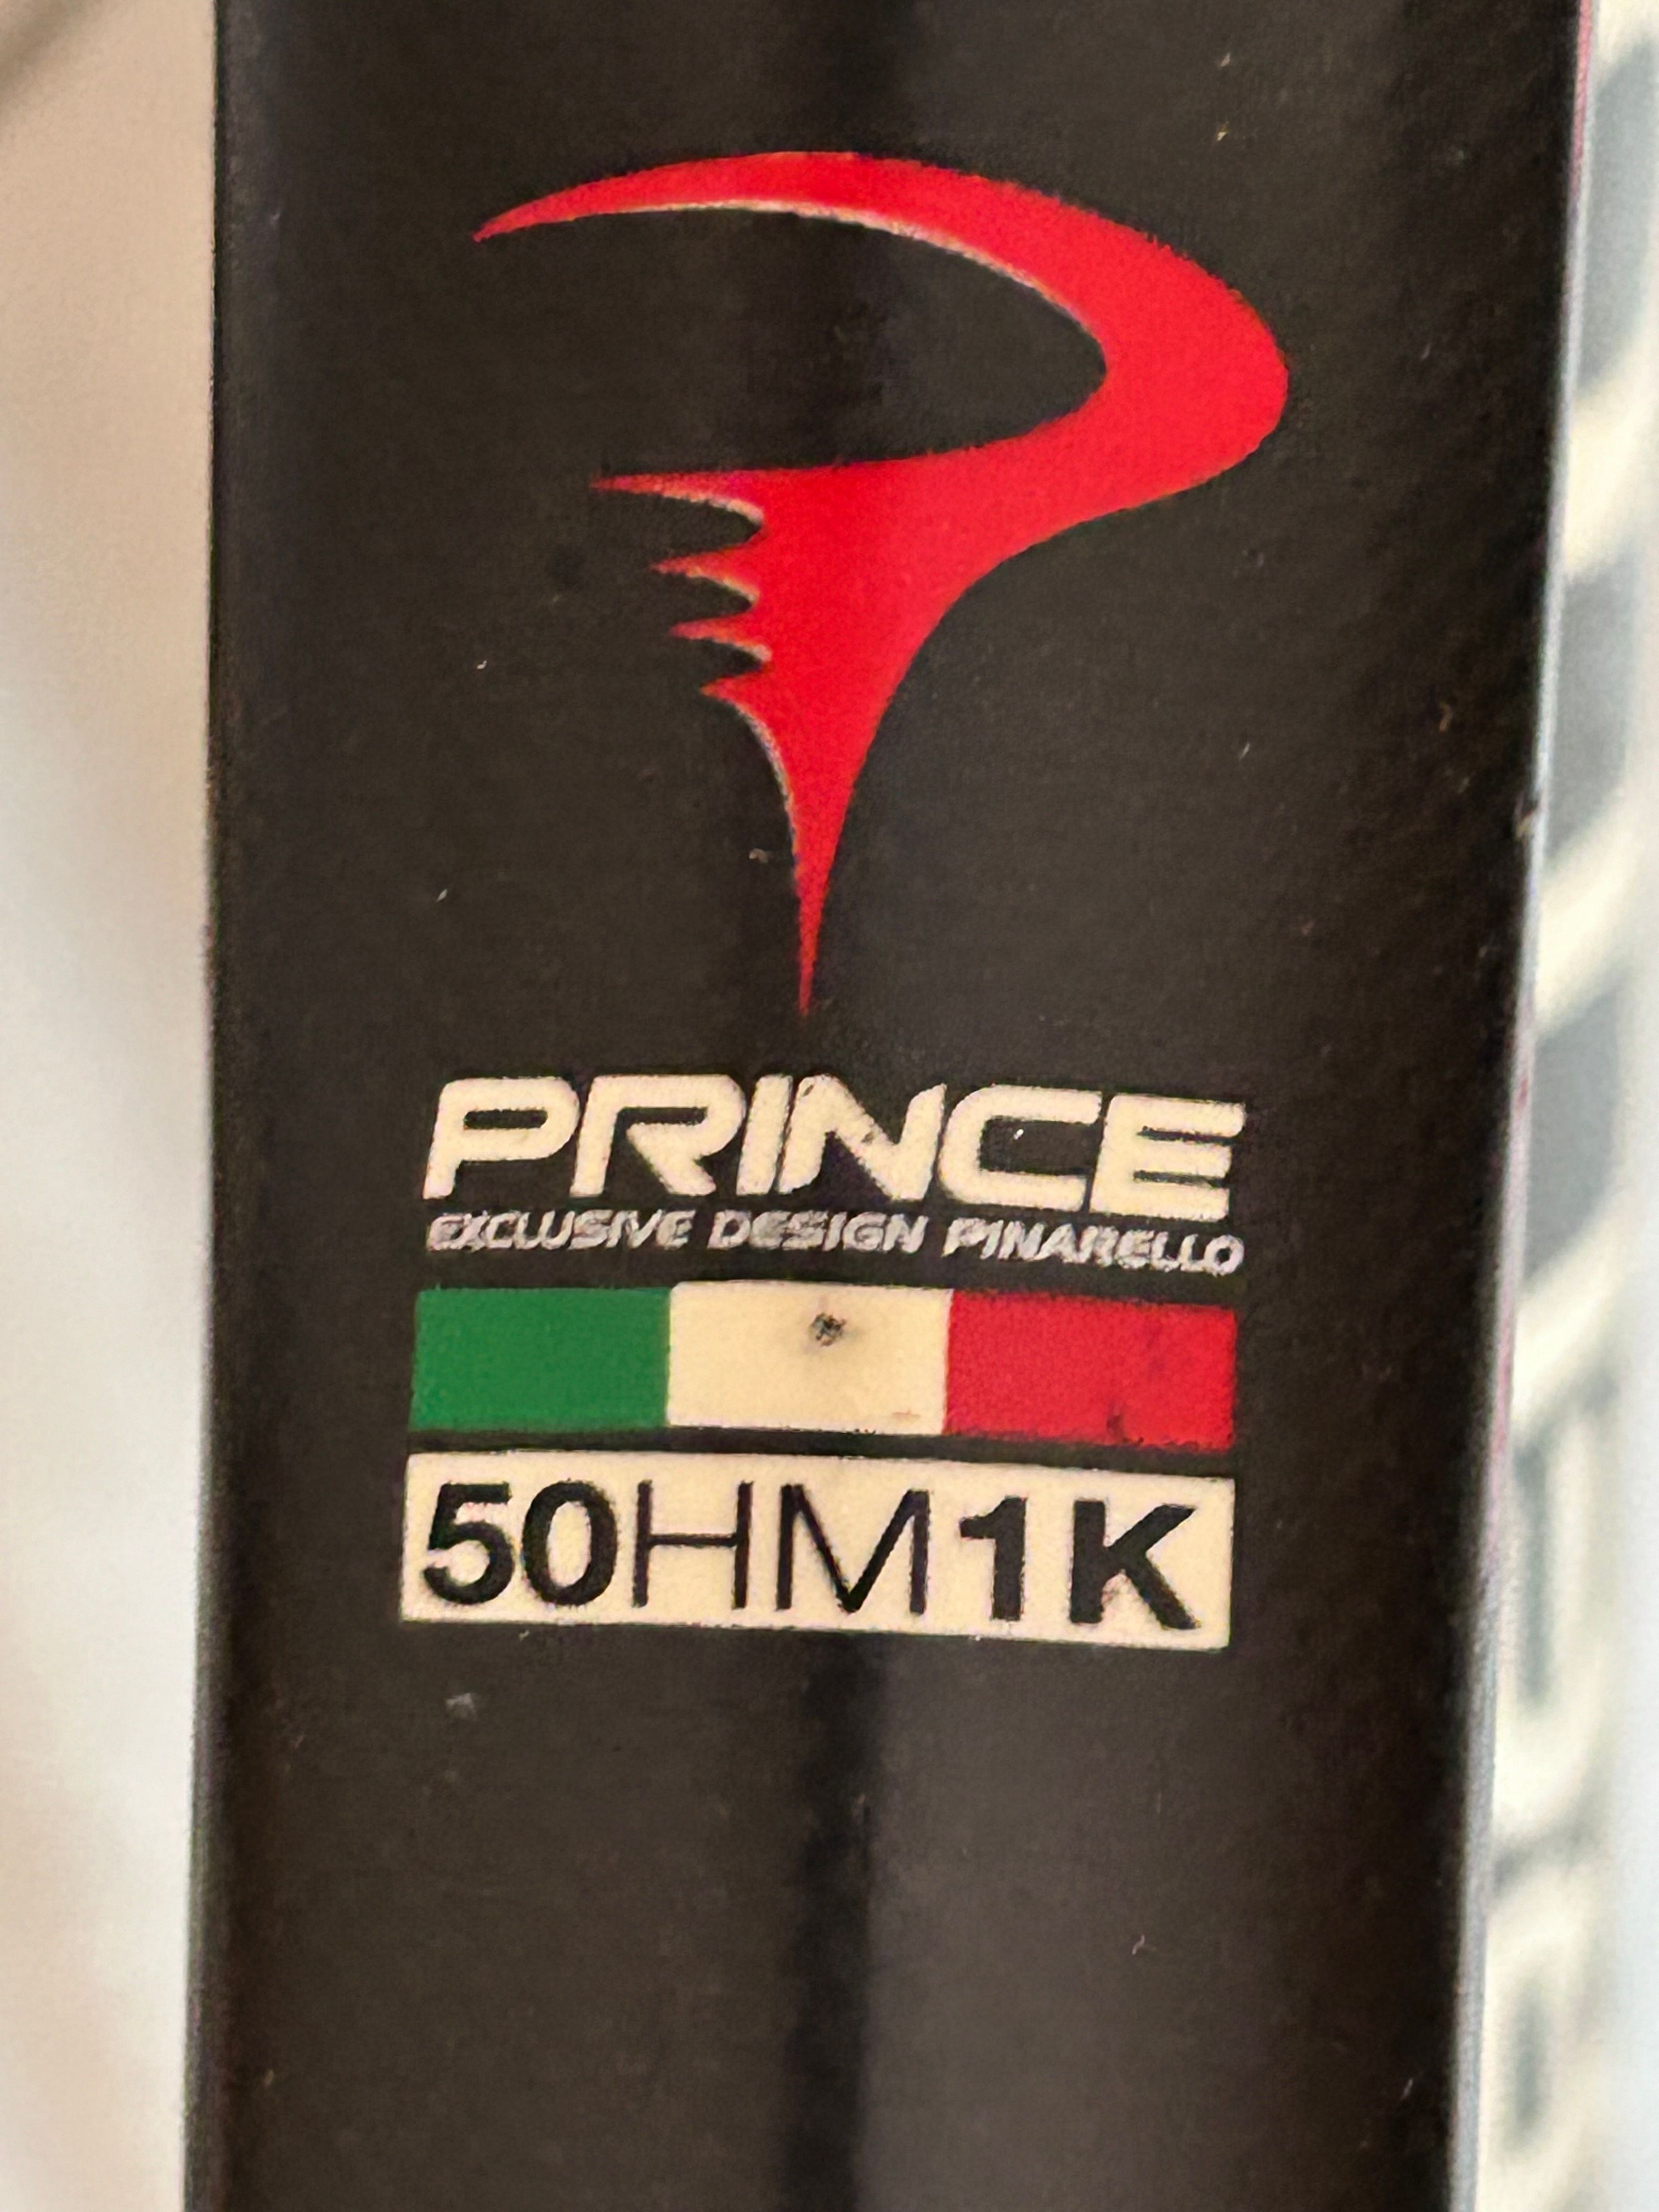 PRINCE
EXCLUSIVE DESIGN PINARELLO
50HM1K